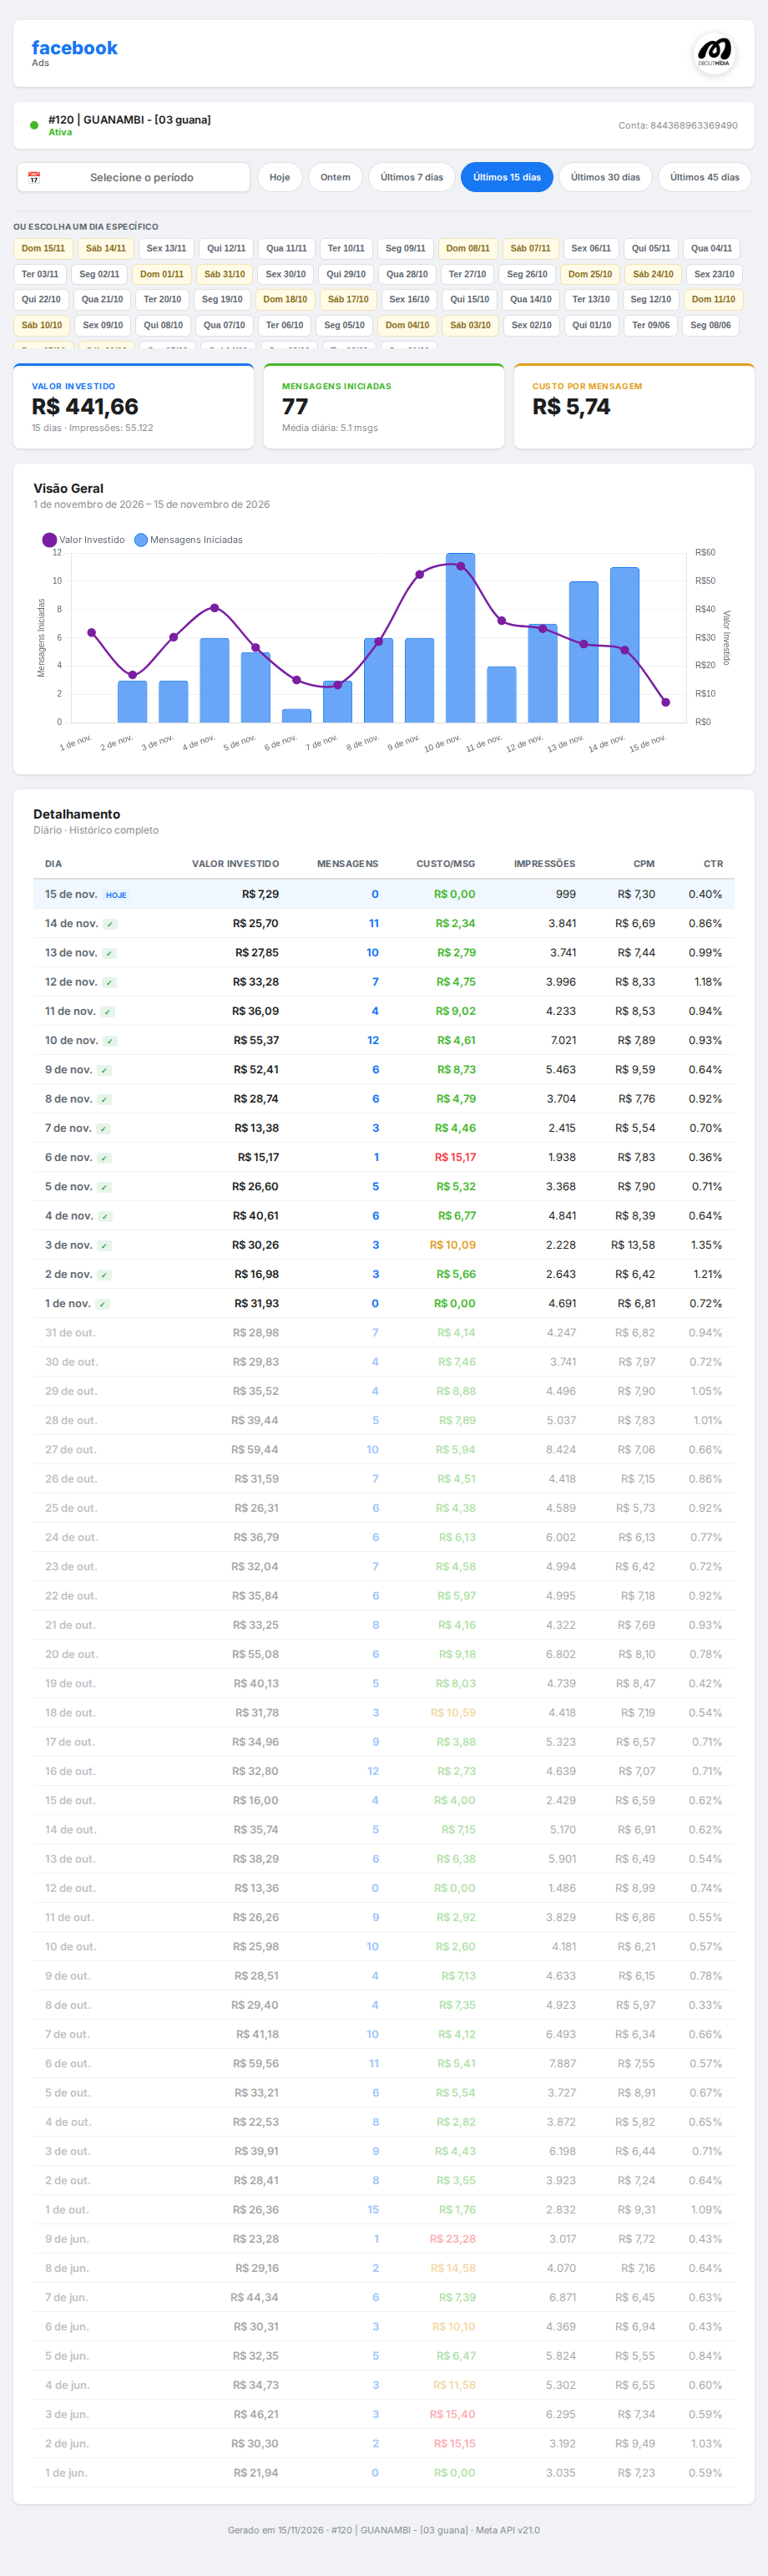 facebook
Ads
DECUTMÍDIA
#120 | GUANAMBI - [03 guana]
Ativa
Conta: 844368963369490
Selecione o período
Hoje
Ontem
Últimos 7 dias
Últimos 15 dias
Últimos 30 dias
Últimos 45 dias
OU ESCOLHA UM DIA ESPECÍFICO
Dom 15/11 Sáb 14/11 Sex 13/11 Qui 12/11 Qua 11/11 Ter 10/11 Seg 09/11 Dom 08/11 Sáb 07/11 Sex 06/11 Qui 05/11 Qua 04/11
Ter 03/11 Seg 02/11 Dom 01/11 Sáb 31/10 Sex 30/10 Qui 29/10 Qua 28/10 Ter 27/10 Seg 26/10 Dom 25/10 Sáb 24/10 Sex 23/10
Qui 22/10 Qua 21/10 Ter 20/10 Seg 19/10 Dom 18/10 Sáb 17/10 Sex 16/10 Qui 15/10 Qua 14/10 Ter 13/10 Seg 12/10 Dom 11/10
Sáb 10/10 Sex 09/10 Qui 08/10 Qua 07/10 Ter 06/10 Seg 05/10 Dom 04/10 Sáb 03/10 Sex 02/10 Qui 01/10 Ter 09/06 Seg 08/06
VALOR INVESTIDO
R$ 441,66
15 dias · Impressões: 55.122
MENSAGENS INICIADAS
77
Média diária: 5.1 msgs
CUSTO POR MENSAGEM
R$ 5,74
Visão Geral
1 de novembro de 2026 – 15 de novembro de 2026
Valor Investido Mensagens Iniciadas
12 R$60
10 R$50
8 R$40
6 R$30
4 R$20
2 R$10
0 R$0
Mensagens Iniciadas
Valor Investido
1 de nov. 2 de nov. 3 de nov. 4 de nov. 5 de nov. 6 de nov. 7 de nov. 8 de nov. 9 de nov. 10 de nov. 11 de nov. 12 de nov. 13 de nov. 14 de nov. 15 de nov.
Detalhamento
Diário · Histórico completo
DIA VALOR INVESTIDO MENSAGENS CUSTO/MSG IMPRESSÕES CPM CTR
15 de nov. HOJE R$ 7,29 0 R$ 0,00 999 R$ 7,30 0.40%
14 de nov. ✓ R$ 25,70 11 R$ 2,34 3.841 R$ 6,69 0.86%
13 de nov. ✓ R$ 27,85 10 R$ 2,79 3.741 R$ 7,44 0.99%
12 de nov. ✓ R$ 33,28 7 R$ 4,75 3.996 R$ 8,33 1.18%
11 de nov. ✓ R$ 36,09 4 R$ 9,02 4.233 R$ 8,53 0.94%
10 de nov. ✓ R$ 55,37 12 R$ 4,61 7.021 R$ 7,89 0.93%
9 de nov. ✓ R$ 52,41 6 R$ 8,73 5.463 R$ 9,59 0.64%
8 de nov. ✓ R$ 28,74 6 R$ 4,79 3.704 R$ 7,76 0.92%
7 de nov. ✓ R$ 13,38 3 R$ 4,46 2.415 R$ 5,54 0.70%
6 de nov. ✓ R$ 15,17 1 R$ 15,17 1.938 R$ 7,83 0.36%
5 de nov. ✓ R$ 26,60 5 R$ 5,32 3.368 R$ 7,90 0.71%
4 de nov. ✓ R$ 40,61 6 R$ 6,77 4.841 R$ 8,39 0.64%
3 de nov. ✓ R$ 30,26 3 R$ 10,09 2.228 R$ 13,58 1.35%
2 de nov. ✓ R$ 16,98 3 R$ 5,66 2.643 R$ 6,42 1.21%
1 de nov. ✓ R$ 31,93 0 R$ 0,00 4.691 R$ 6,81 0.72%
31 de out. R$ 28,98 7 R$ 4,14 4.247 R$ 6,82 0.94%
30 de out. R$ 29,83 4 R$ 7,46 3.741 R$ 7,97 0.72%
29 de out. R$ 35,52 4 R$ 8,88 4.496 R$ 7,90 1.05%
28 de out. R$ 39,44 5 R$ 7,89 5.037 R$ 7,83 1.01%
27 de out. R$ 59,44 10 R$ 5,94 8.424 R$ 7,06 0.66%
26 de out. R$ 31,59 7 R$ 4,51 4.418 R$ 7,15 0.86%
25 de out. R$ 26,31 6 R$ 4,38 4.589 R$ 5,73 0.92%
24 de out. R$ 36,79 6 R$ 6,13 6.002 R$ 6,13 0.77%
23 de out. R$ 32,04 7 R$ 4,58 4.994 R$ 6,42 0.72%
22 de out. R$ 35,84 6 R$ 5,97 4.995 R$ 7,18 0.92%
21 de out. R$ 33,25 8 R$ 4,16 4.322 R$ 7,69 0.93%
20 de out. R$ 55,08 6 R$ 9,18 6.802 R$ 8,10 0.78%
19 de out. R$ 40,13 5 R$ 8,03 4.739 R$ 8,47 0.42%
18 de out. R$ 31,78 3 R$ 10,59 4.418 R$ 7,19 0.54%
17 de out. R$ 34,96 9 R$ 3,88 5.323 R$ 6,57 0.71%
16 de out. R$ 32,80 12 R$ 2,73 4.639 R$ 7,07 0.71%
15 de out. R$ 16,00 4 R$ 4,00 2.429 R$ 6,59 0.62%
14 de out. R$ 35,74 5 R$ 7,15 5.170 R$ 6,91 0.62%
13 de out. R$ 38,29 6 R$ 6,38 5.901 R$ 6,49 0.54%
12 de out. R$ 13,36 0 R$ 0,00 1.486 R$ 8,99 0.74%
11 de out. R$ 26,26 9 R$ 2,92 3.829 R$ 6,86 0.55%
10 de out. R$ 25,98 10 R$ 2,60 4.181 R$ 6,21 0.57%
9 de out. R$ 28,51 4 R$ 7,13 4.633 R$ 6,15 0.78%
8 de out. R$ 29,40 4 R$ 7,35 4.923 R$ 5,97 0.33%
7 de out. R$ 41,18 10 R$ 4,12 6.493 R$ 6,34 0.66%
6 de out. R$ 59,56 11 R$ 5,41 7.887 R$ 7,55 0.57%
5 de out. R$ 33,21 6 R$ 5,54 3.727 R$ 8,91 0.67%
4 de out. R$ 22,53 8 R$ 2,82 3.872 R$ 5,82 0.65%
3 de out. R$ 39,91 9 R$ 4,43 6.198 R$ 6,44 0.71%
2 de out. R$ 28,41 8 R$ 3,55 3.923 R$ 7,24 0.64%
1 de out. R$ 26,36 15 R$ 1,76 2.832 R$ 9,31 1.09%
9 de jun. R$ 23,28 1 R$ 23,28 3.017 R$ 7,72 0.43%
8 de jun. R$ 29,16 2 R$ 14,58 4.070 R$ 7,16 0.64%
7 de jun. R$ 44,34 6 R$ 7,39 6.871 R$ 6,45 0.63%
6 de jun. R$ 30,31 3 R$ 10,10 4.369 R$ 6,94 0.43%
5 de jun. R$ 32,35 5 R$ 6,47 5.824 R$ 5,55 0.84%
4 de jun. R$ 34,73 3 R$ 11,58 5.302 R$ 6,55 0.60%
3 de jun. R$ 46,21 3 R$ 15,40 6.295 R$ 7,34 0.59%
2 de jun. R$ 30,30 2 R$ 15,15 3.192 R$ 9,49 1.03%
1 de jun. R$ 21,94 0 R$ 0,00 3.035 R$ 7,23 0.59%
Gerado em 15/11/2026 · #120 | GUANAMBI - [03 guana] · Meta API v21.0